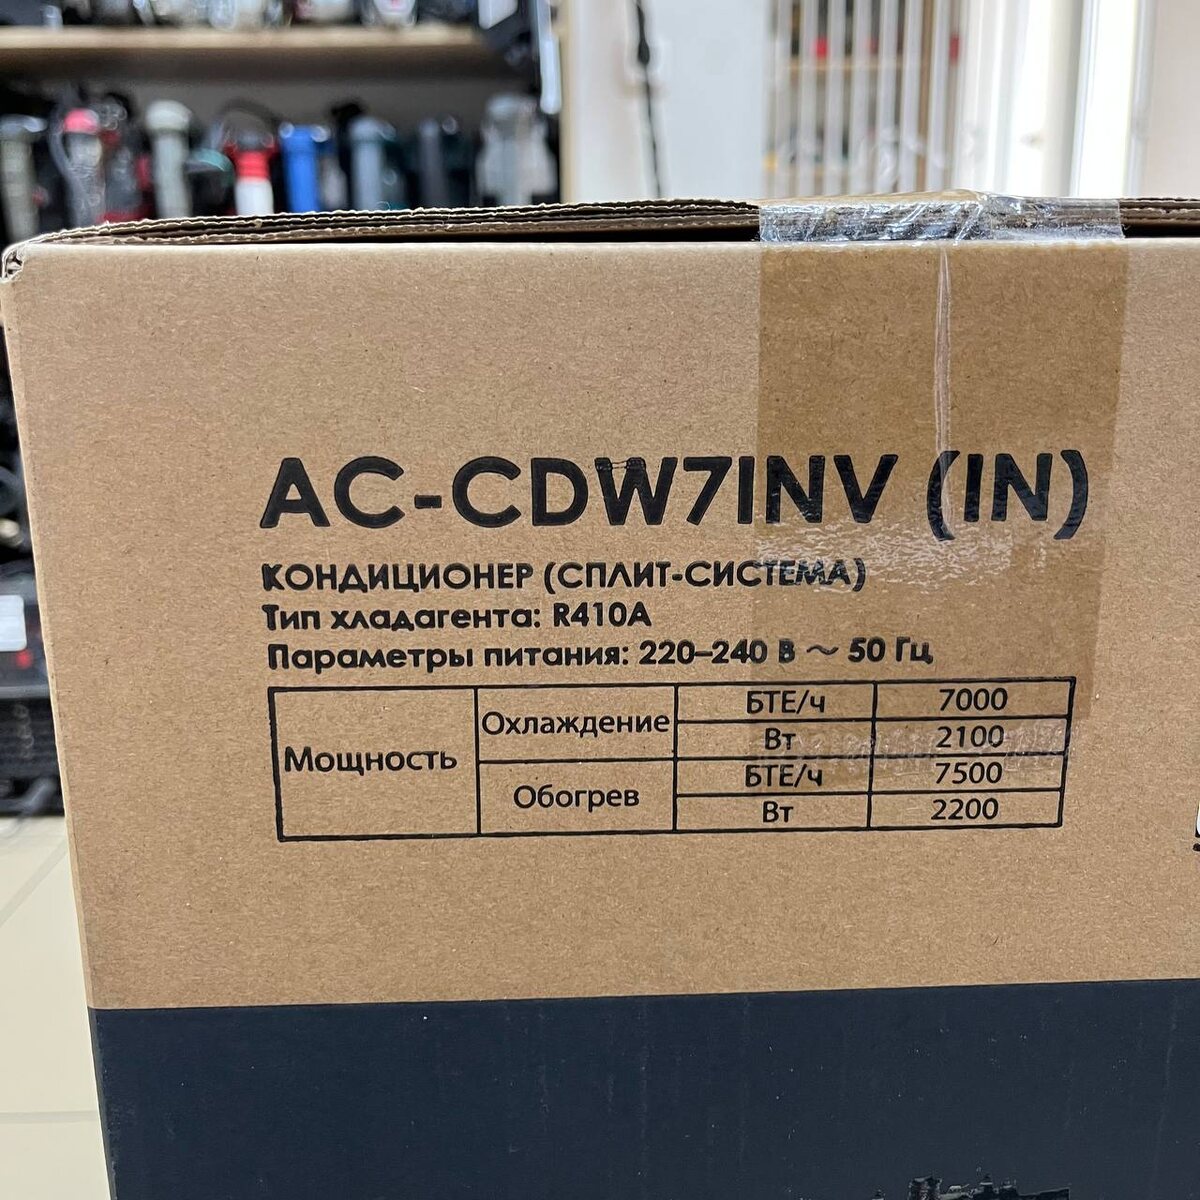 AC-CDW7INV (IN)
КОНДИЦИОНЕР (СПЛИТ-СИСТЕМА)
Тип хладагента: R410A
Параметры питания: 220–240 В ~ 50 Гц
Мощность
Охлаждение
БТЕ/ч 7000
Вт 2100
Обогрев
БТЕ/ч 7500
Вт 2200